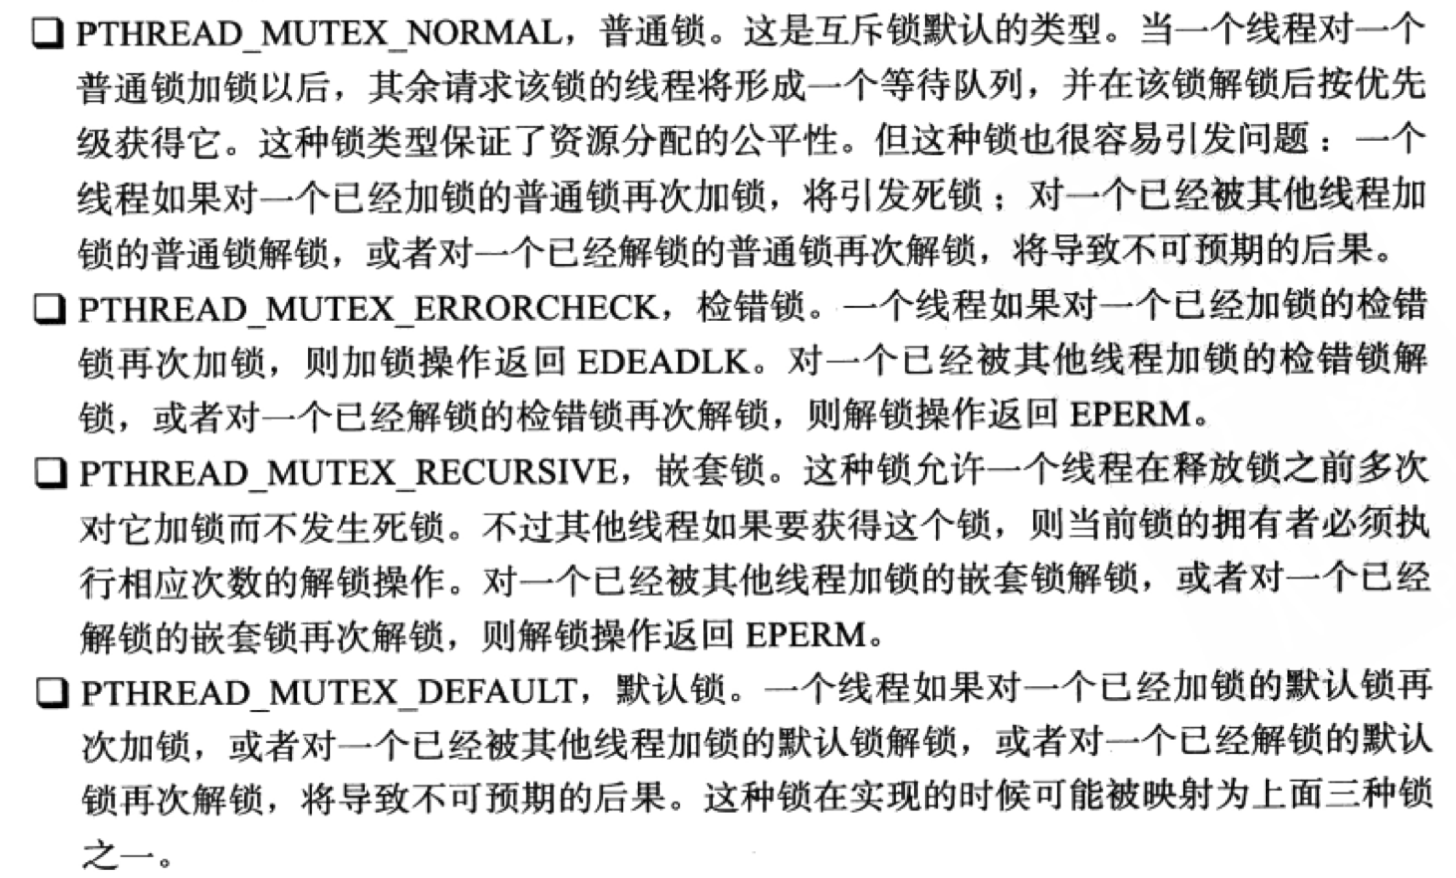 ❑ PTHREAD_MUTEX_NORMAL，普通锁。这是互斥锁默认的类型。当一个线程对一个
普通锁加锁以后，其余请求该锁的线程将形成一个等待队列，并在该锁解锁后按优先
级获得它。这种锁类型保证了资源分配的公平性。但这种锁也很容易引发问题：一个
线程如果对一个已经加锁的普通锁再次加锁，将引发死锁；对一个已经被其他线程加
锁的普通锁解锁，或者对一个已经解锁的普通锁再次解锁，将导致不可预期的后果。
❑ PTHREAD_MUTEX_ERRORCHECK，检错锁。一个线程如果对一个已经加锁的检错
锁再次加锁，则加锁操作返回 EDEADLK。对一个已经被其他线程加锁的检错锁解
锁，或者对一个已经解锁的检错锁再次解锁，则解锁操作返回 EPERM。
❑ PTHREAD_MUTEX_RECURSIVE，嵌套锁。这种锁允许一个线程在释放锁之前多次
对它加锁而不发生死锁。不过其他线程如果要获得这个锁，则当前锁的拥有者必须执
行相应次数的解锁操作。对一个已经被其他线程加锁的嵌套锁解锁，或者对一个已经
解锁的嵌套锁再次解锁，则解锁操作返回 EPERM。
❑ PTHREAD_MUTEX_DEFAULT，默认锁。一个线程如果对一个已经加锁的默认锁再
次加锁，或者对一个已经被其他线程加锁的默认锁解锁，或者对一个已经解锁的默认
锁再次解锁，将导致不可预期的后果。这种锁在实现的时候可能被映射为上面三种锁
之一。